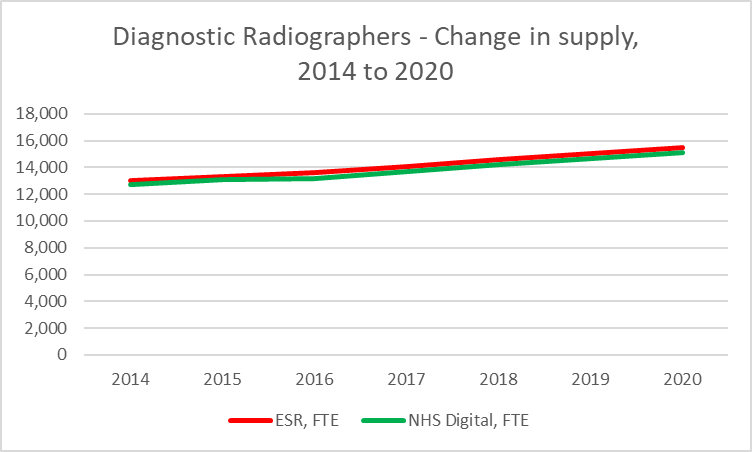 Diagnostic Radiographers - Change in supply,
2014 to 2020
18,000
16,000
14,000
12,000
10,000
8,000
6,000
4,000
2,000
0
2014 2015 2016 2017 2018 2019 2020
ESR, FTE NHS Digital, FTE